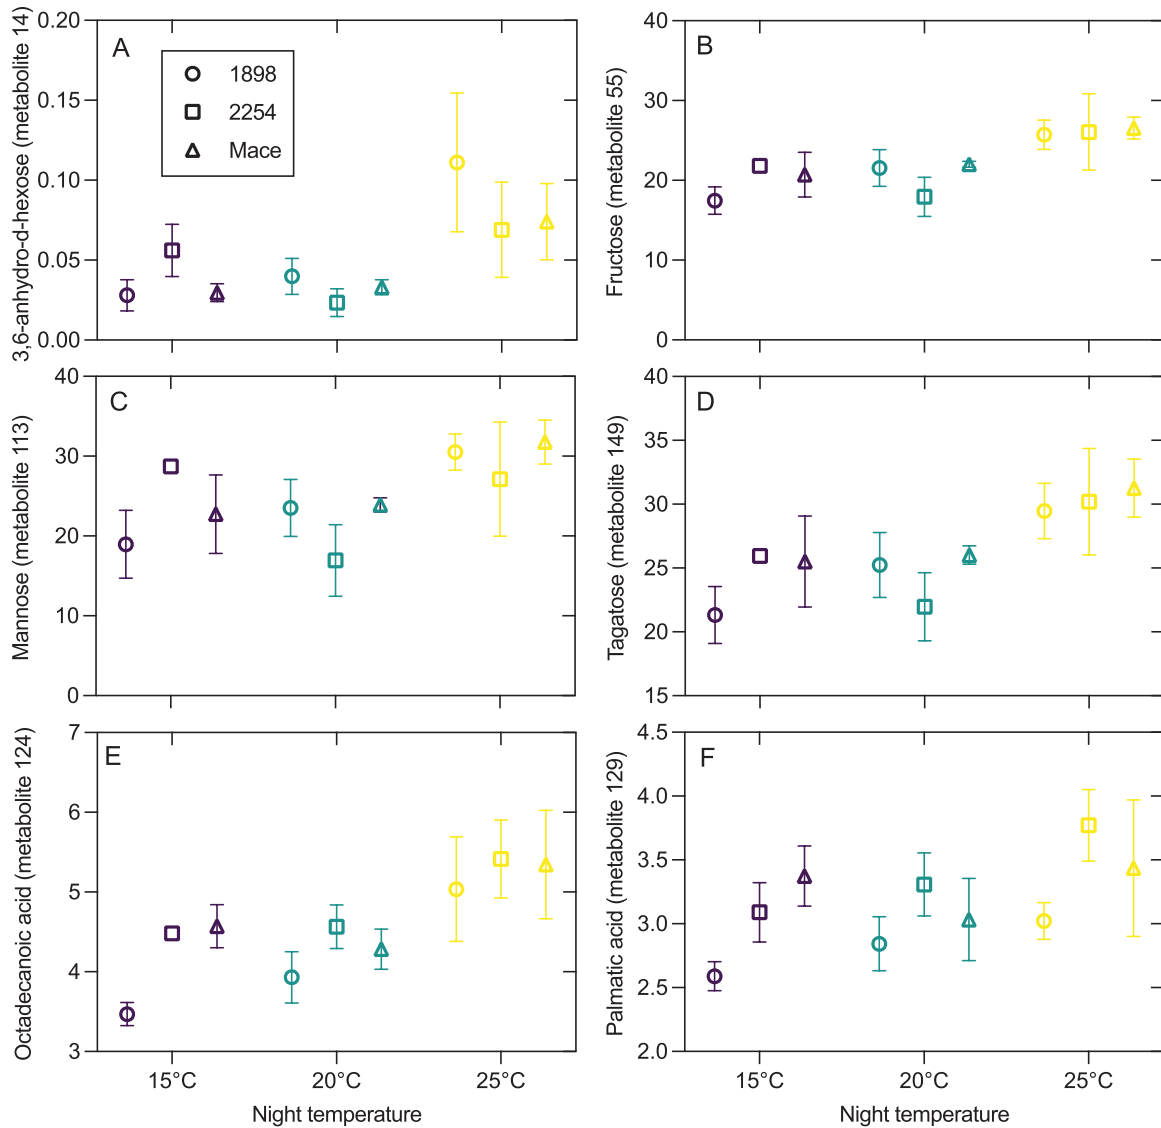 3,6-anhydro-d-hexose (metabolite 14)
0.20
0.15
0.10
0.05
0.00
A
1898
2254
Mace
Fructose (metabolite 55)
40
30
20
10
0
B
Mannose (metabolite 113)
40
30
20
10
0
C
Tagatose (metabolite 149)
40
35
30
25
20
15
D
Octadecanoic acid (metabolite 124)
7
6
5
4
3
E
15°C
20°C
25°C
Night temperature
Palmatic acid (metabolite 129)
4.5
4.0
3.5
3.0
2.5
2.0
F
15°C
20°C
25°C
Night temperature